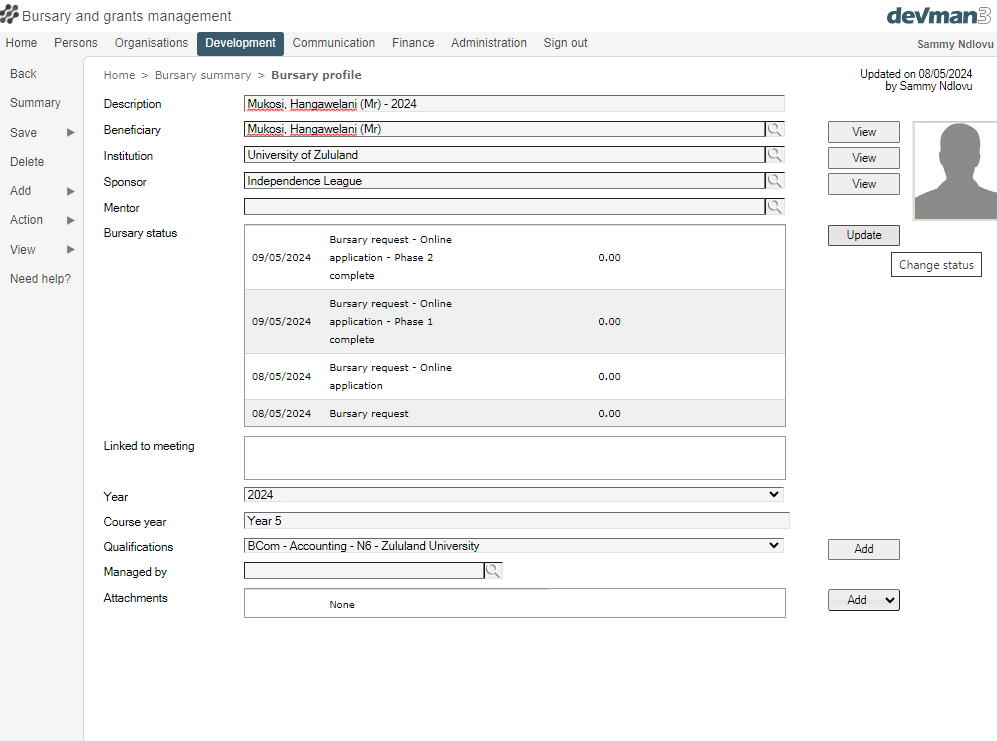 Bursary and grants management
devman3
Home Persons Organisations Development Communication Finance Administration Sign out
Sammy Ndlovu
Back
Summary
Save
Delete
Add
Action
View
Need help?
Home > Bursary summary > Bursary profile
Updated on 08/05/2024
by Sammy Ndlovu
Description Mukosi, Hangawelani (Mr) - 2024
Beneficiary Mukosi, Hangawelani (Mr) View
Institution University of Zululand View
Sponsor Independence League View
Mentor
Bursary status Update
Change status
09/05/2024 Bursary request - Online
application - Phase 2
complete 0.00
09/05/2024 Bursary request - Online
application - Phase 1
complete 0.00
08/05/2024 Bursary request - Online
application 0.00
08/05/2024 Bursary request 0.00
Linked to meeting
Year 2024
Course year Year 5
Qualifications BCom - Accounting - N6 - Zululand University Add
Managed by
Attachments None Add